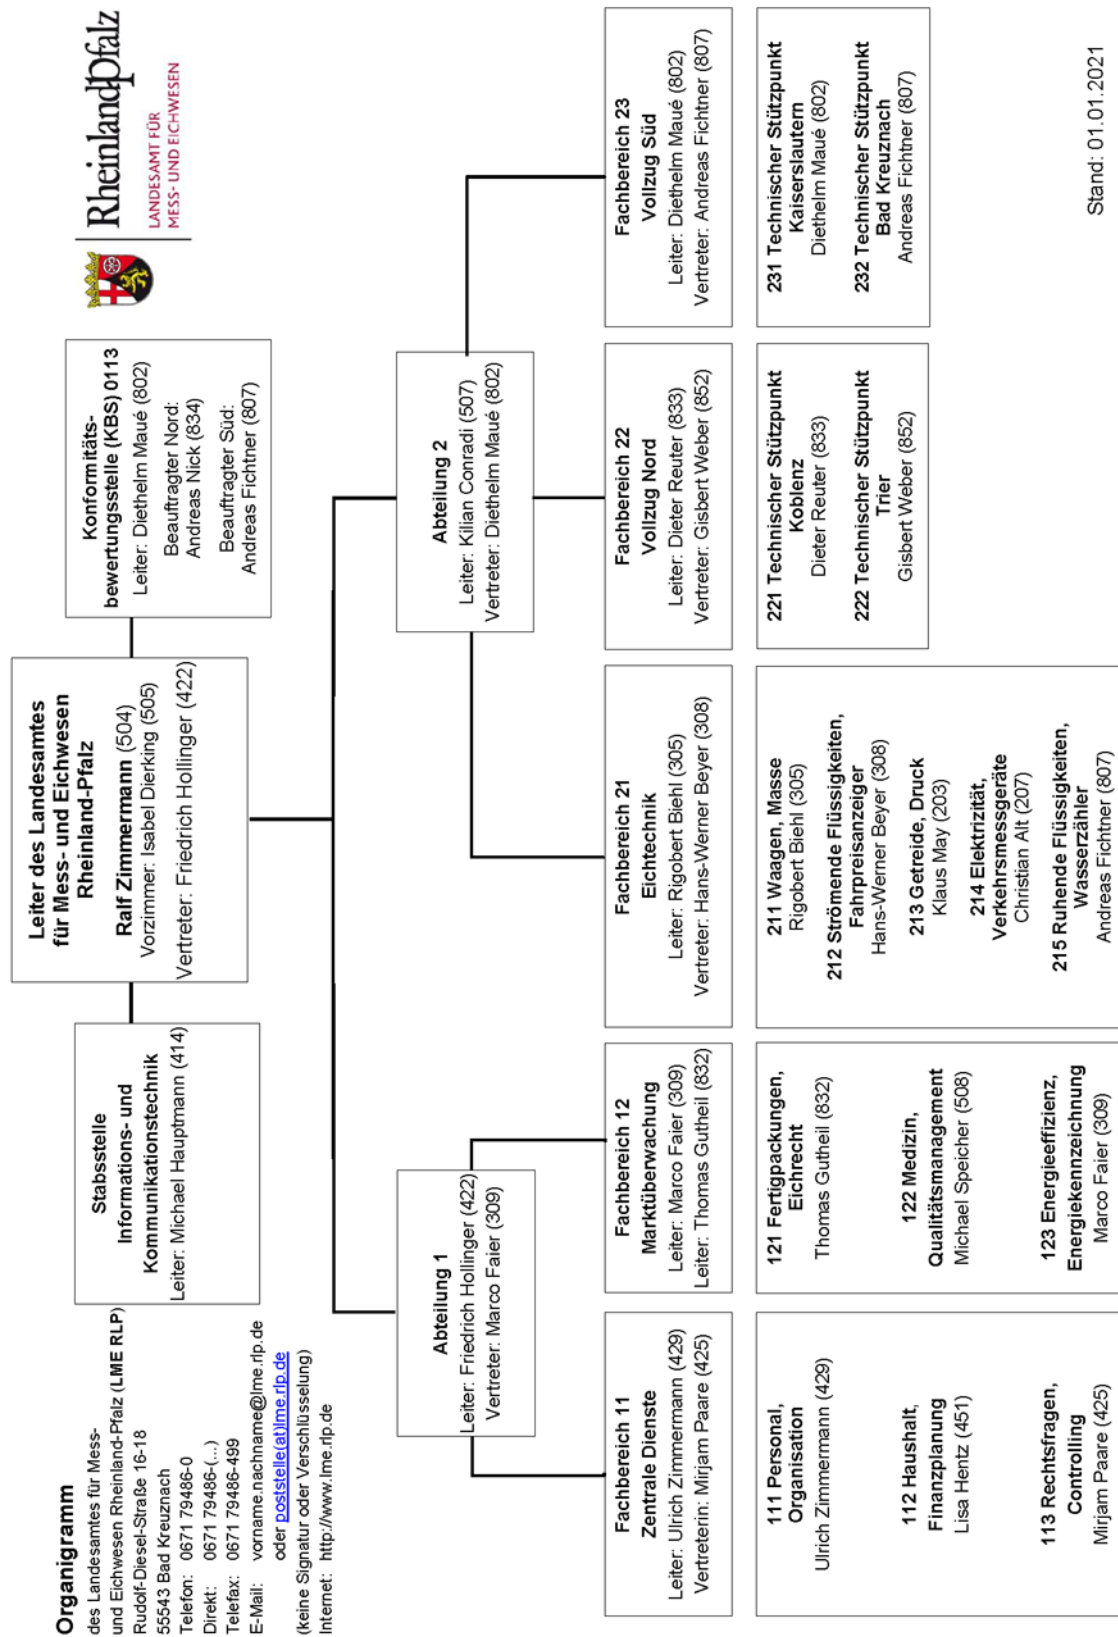 Organigramm
des Landesamtes für Mess-
und Eichwesen Rheinland-Pfalz (LME RLP)
Rudolf-Diesel-Straße 16-18
55543 Bad Kreuznach
Telefon: 0671 79486-0
Direkt: 0671 79486-(...)
Telefax: 0671 79486-499
E-Mail: vorname.nachname@lme.rlp.de
oder poststelle(at)lme.rlp.de
(keine Signatur oder Verschlüsselung)
Internet: http://www.lme.rlp.de
Stabsstelle
Informations- und
Kommunikationstechnik
Leiter: Michael Hauptmann (414)
Leiter des Landesamtes
für Mess- und Eichwesen
Rheinland-Pfalz
Ralf Zimmermann (504)
Vorzimmer: Isabel Dierking (505)
Vertreter: Friedrich Hollinger (422)
Konformitäts-
bewertungsstelle (KBS) 0113
Leiter: Diethelm Maué (802)
Beauftragter Nord:
Andreas Nick (834)
Beauftragter Süd:
Andreas Fichtner (807)
Rheinlandpfalz
LANDESAMT FÜR
MESS- UND EICHWESEN
Abteilung 1
Leiter: Friedrich Hollinger (422)
Vertreter: Marco Faier (309)
Abteilung 2
Leiter: Kilian Conradi (507)
Vertreter: Diethelm Maué (802)
Fachbereich 11
Zentrale Dienste
Leiter: Ulrich Zimmermann (429)
Vertreterin: Mirjam Paare (425)
Fachbereich 12
Marktüberwachung
Leiter: Marco Faier (309)
Leiter: Thomas Gutheil (832)
Fachbereich 21
Eichtechnik
Leiter: Rigobert Biehl (305)
Vertreter: Hans-Werner Beyer (308)
Fachbereich 22
Vollzug Nord
Leiter: Dieter Reuter (833)
Vertreter: Gisbert Weber (852)
Fachbereich 23
Vollzug Süd
Leiter: Diethelm Maué (802)
Vertreter: Andreas Fichtner (807)
111 Personal,
Organisation
Ulrich Zimmermann (429)
112 Haushalt,
Finanzplanung
Lisa Hentz (451)
113 Rechtsfragen,
Controlling
Mirjam Paare (425)
121 Fertigpackungen,
Eichrecht
Thomas Gutheil (832)
122 Medizin,
Qualitätsmanagement
Michael Speicher (508)
123 Energieeffizienz,
Energiekennzeichnung
Marco Faier (309)
211 Waagen, Masse
Rigobert Biehl (305)
212 Strömende Flüssigkeiten,
Fahrpreisanzeiger
Hans-Werner Beyer (308)
213 Getreide, Druck
Klaus May (203)
214 Elektrizität,
Verkehrsmessgeräte
Christian Alt (207)
215 Ruhende Flüssigkeiten,
Wasserzähler
Andreas Fichtner (807)
221 Technischer Stützpunkt
Koblenz
Dieter Reuter (833)
222 Technischer Stützpunkt
Trier
Gisbert Weber (852)
231 Technischer Stützpunkt
Kaiserslautern
Diethelm Maué (802)
232 Technischer Stützpunkt
Bad Kreuznach
Andreas Fichtner (807)
Stand: 01.01.2021